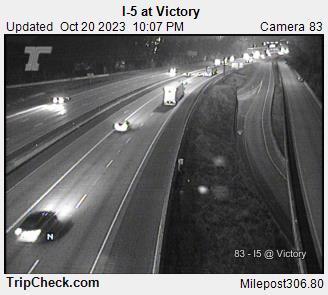 I-5 at Victory
Updated Oct 20 2023 10:07 PM Camera 83
T
N
83 - I5 @ Victory
TripCheck.com Milepost306.80